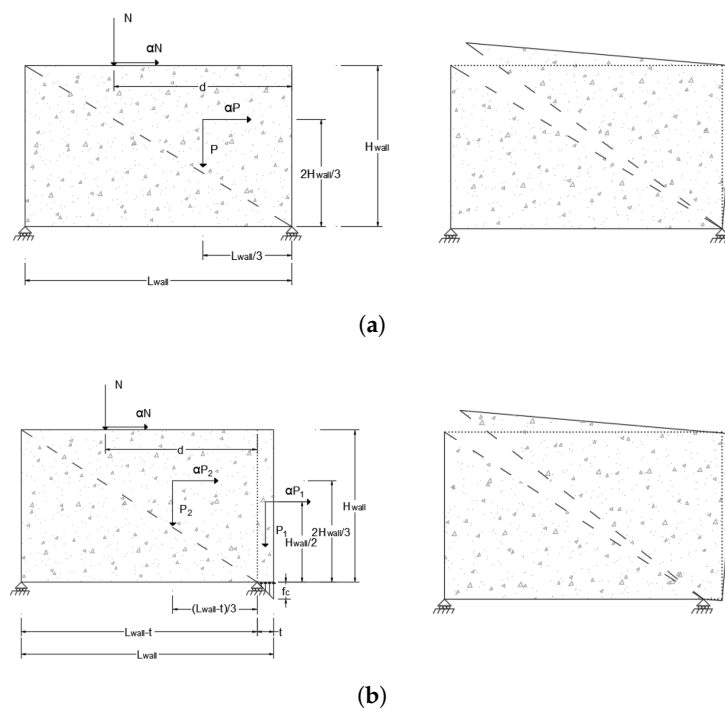 N
αN
d
αP
P
Hwall
2Hwall/3
Lwall/3
Lwall
(a)
N
αN
d
αP₂
P₂
αP₁
P₁
Hwall/2
2Hwall/3
Hwall
fc
(Lwall-t)/3
Lwall-t
t
Lwall
(b)